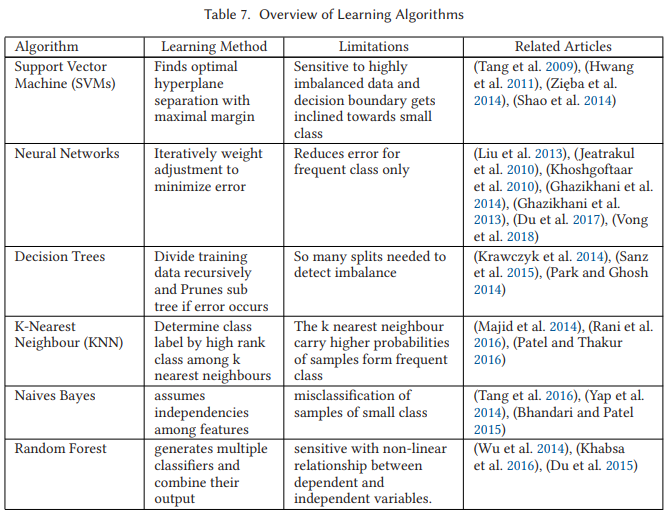 Table 7. Overview of Learning Algorithms
Algorithm Learning Method Limitations Related Articles
Support Vector Machine (SVMs)
Finds optimal hyperplane separation with maximal margin
Sensitive to highly imbalanced data and decision boundary gets inclined towards small class
(Tang et al. 2009), (Hwang et al. 2011), (Zięba et al. 2014), (Shao et al. 2014)
Neural Networks
Iteratively weight adjustment to minimize error
Reduces error for frequent class only
(Liu et al. 2013), (Jeatrakul et al. 2010), (Khoshgoftaar et al. 2010), (Ghazikhani et al. 2014), (Ghazikhani et al. 2013), (Du et al. 2017), (Vong et al. 2018)
Decision Trees
Divide training data recursively and Prunes sub tree if error occurs
So many splits needed to detect imbalance
(Krawczyk et al. 2014), (Sanz et al. 2015), (Park and Ghosh 2014)
K-Nearest Neighbour (KNN)
Determine class label by high rank class among k nearest neighbours
The k nearest neighbour carry higher probabilities of samples form frequent class
(Majid et al. 2014), (Rani et al. 2016), (Patel and Thakur 2016)
Naives Bayes
assumes independencies among features
misclassification of samples of small class
(Tang et al. 2016), (Yap et al. 2014), (Bhandari and Patel 2015)
Random Forest
generates multiple classifiers and combine their output
sensitive with non-linear relationship between dependent and independent variables.
(Wu et al. 2014), (Khabsa et al. 2016), (Du et al. 2015)